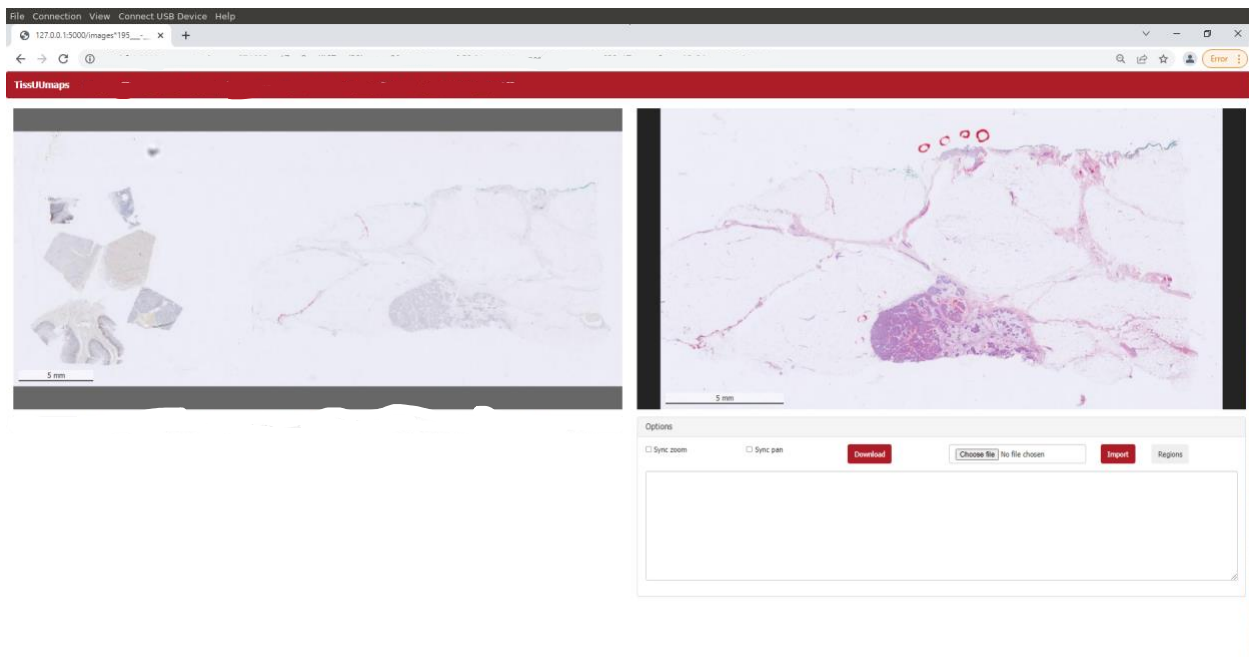 File Connection View Connect USB Device Help
127.0.0.1:5000/images*195__-_
Error
TissUUmaps
5 mm
5 mm
Options
Sync zoom
Sync pan
Download
Choose file No file chosen
Import
Regions